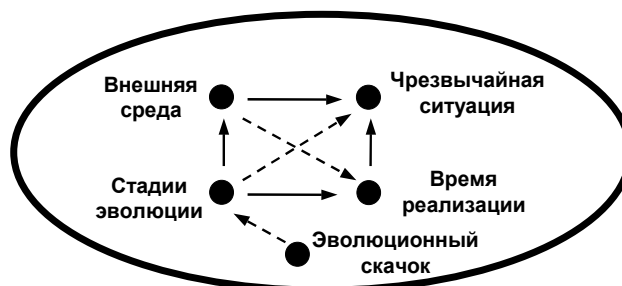 Внешняя
среда
Чрезвычайная
ситуация
Стадии
эволюции
Время
реализации
Эволюционный
скачок